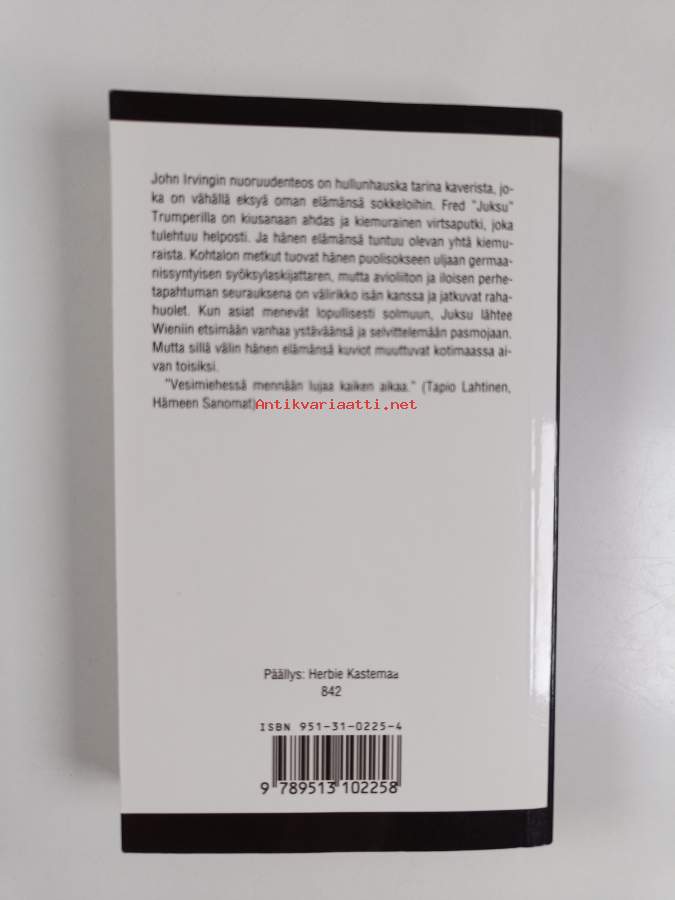 John Irvingin nuoruudenteos on hullunhauska tarina kaverista, jo-
ka on vähällä eksyä oman elämänsä sokkeloihin. Fred "Juksu"
Trumperilla on kiusanaan ahdas ja kiemurainen virtsaputki, joka
tulehtuu helposti. Ja hänen elämänsä tuntuu olevan yhtä kiemu-
raista. Kohtalon metkut tuovat hänen puolisokseen uljaan germaa-
nissyntyisen syöksylaskijattaren, mutta avioliiton ja iloisen perhe-
tapahtuman seurauksena on välirikko isän kanssa ja jatkuvat raha-
huolet. Kun asiat menevät lopullisesti solmuun, Juksu lähtee
Wieniin etsimään vanhaa ystäväänsä ja selvittelemään pasmojaan.
Mutta sillä välin hänen elämänsä kuviot muuttuvat kotimaassa ai-
van toisiksi.
"Vesimiehessä mennään lujaa kaiken aikaa." (Tapio Lahtinen,
Hämeen Sanomat)
Antikvariaatti.net
Päällys: Herbie Kastemaa
842
ISBN 951-31-0225-4
9 789513 102258